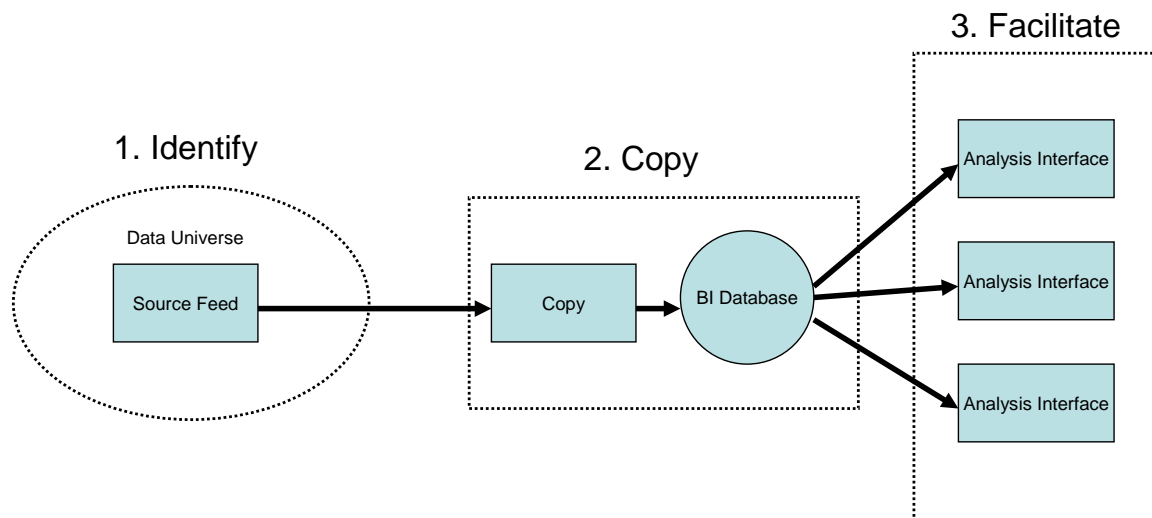 1. Identify
Data Universe
Source Feed
2. Copy
Copy
BI Database
3. Facilitate
Analysis Interface
Analysis Interface
Analysis Interface